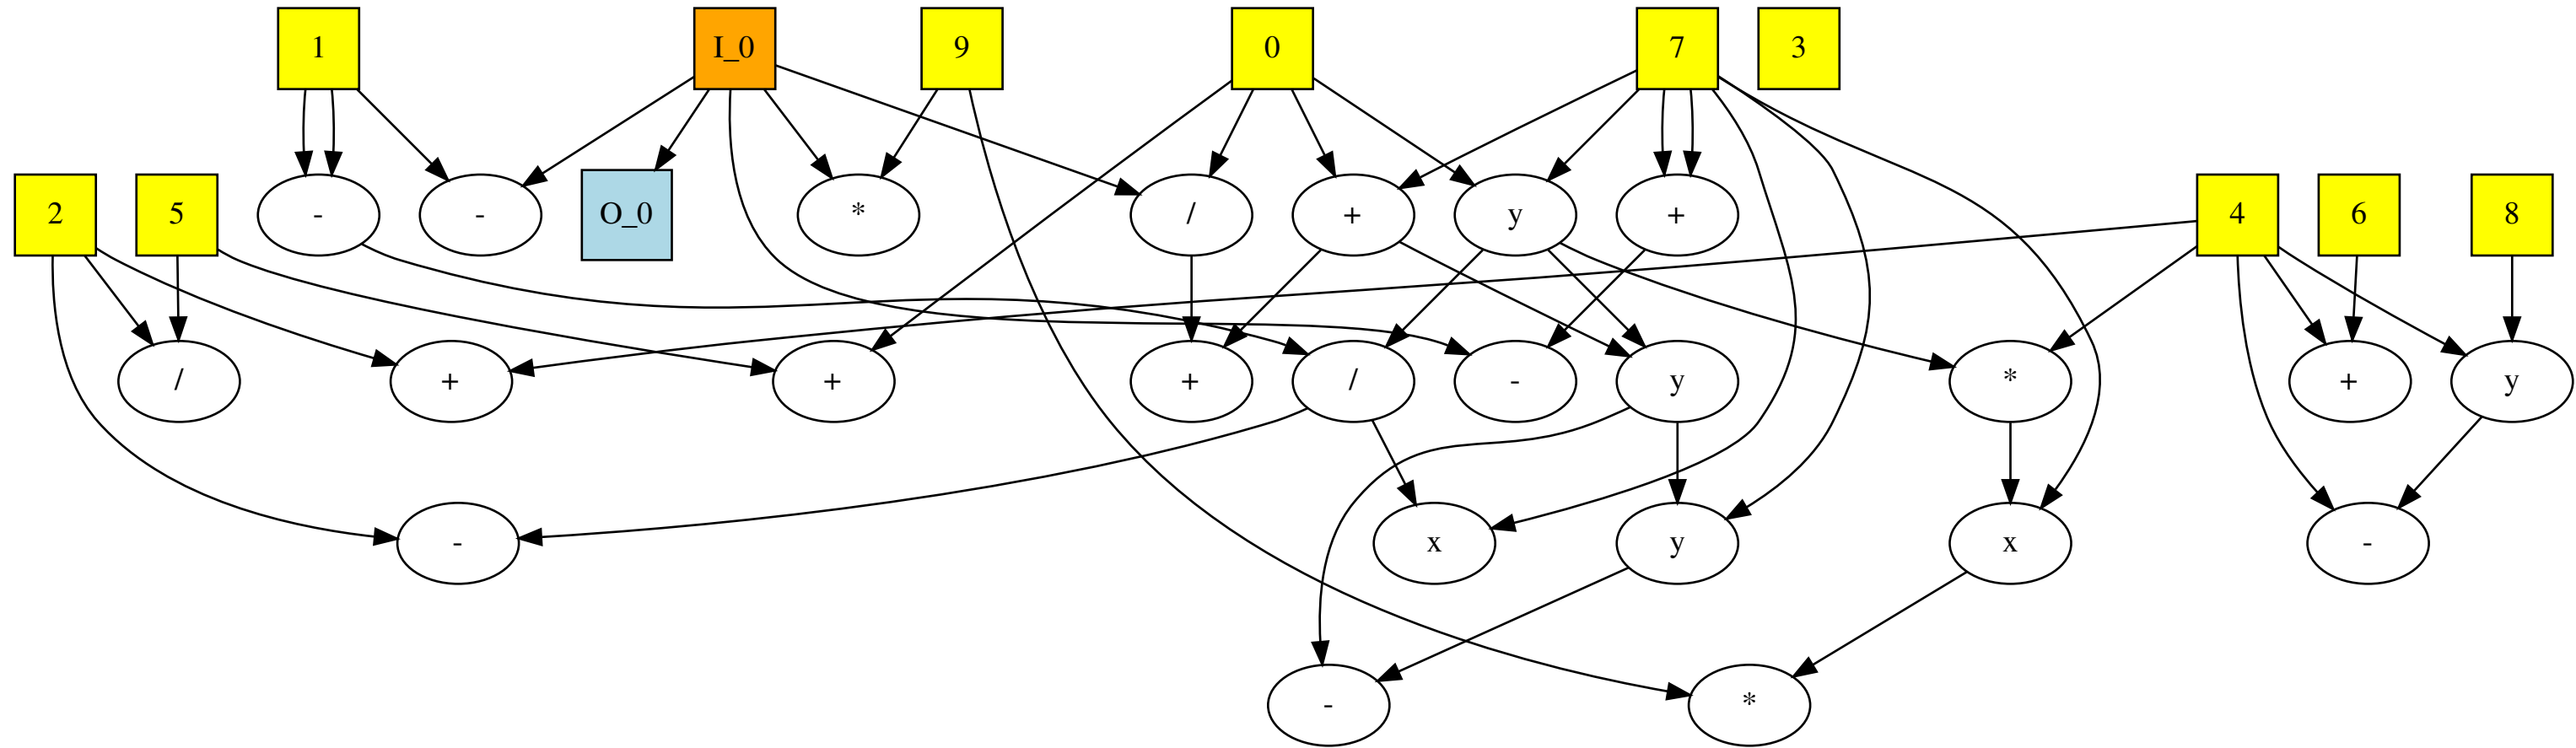 1 I_0 9 0 7 3
2 5 - - O_0 * / + y + 4 6 8
/ + + + / - y * + y
- x y x -
- *